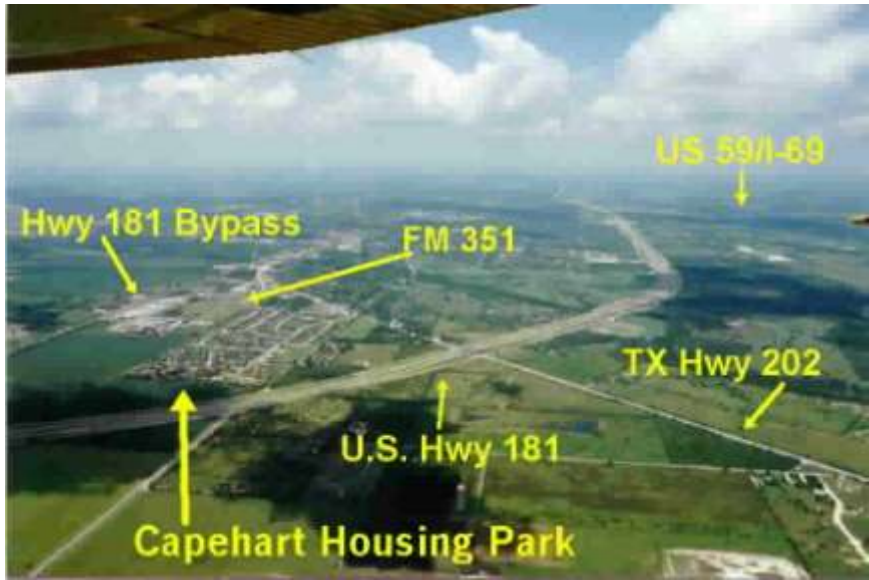 US 59/I-69
Hwy 181 Bypass
FM 351
TX Hwy 202
U.S. Hwy 181
Capehart Housing Park